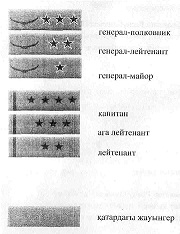 генерал-полковник
генерал-лейтенант
генерал-майор
капитан
аға лейтенант
лейтенант
қатардағы жауынгер